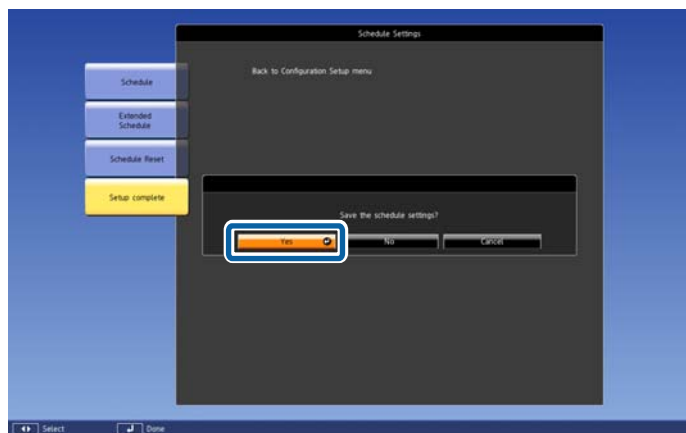 Schedule Settings
Schedule
Back to Configuration Setup menu
Extended
Schedule
Schedule Reset
Setup complete
Save the schedule settings?
Yes No Cancel
Select Done